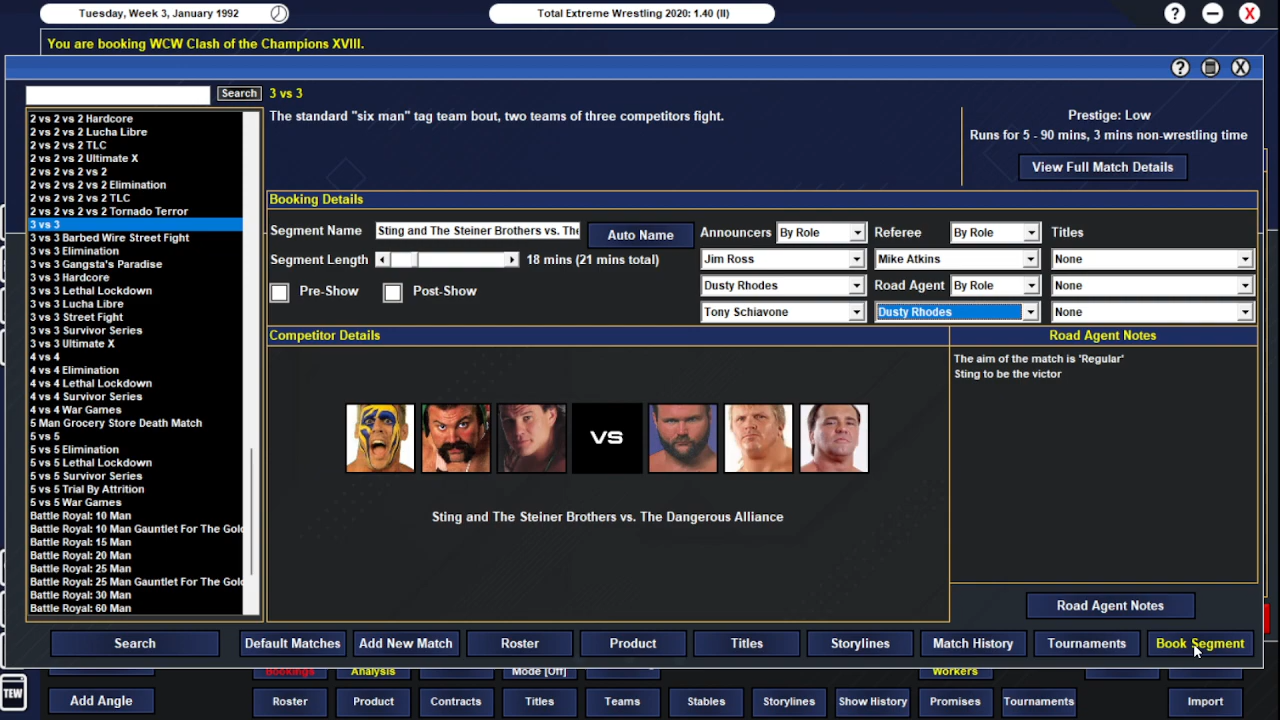 Tuesday, Week 3, January 1992
Total Extreme Wrestling 2020: 1.40 (II)
?
X
You are booking WCW Clash of the Champions XVIII.
?
X
Search
3 vs 3
The standard "six man" tag team bout, two teams of three competitors fight.
Prestige: Low
Runs for 5 - 90 mins, 3 mins non-wrestling time
View Full Match Details
2 vs 2 vs 2 Hardcore
2 vs 2 vs 2 Lucha Libre
2 vs 2 vs 2 TLC
2 vs 2 vs 2 Ultimate X
2 vs 2 vs 2 vs 2
2 vs 2 vs 2 vs 2 Elimination
2 vs 2 vs 2 vs 2 TLC
2 vs 2 vs 2 vs 2 Tornado Terror
3 vs 3
3 vs 3 Barbed Wire Street Fight
3 vs 3 Elimination
3 vs 3 Gangsta's Paradise
3 vs 3 Hardcore
3 vs 3 Lethal Lockdown
3 vs 3 Lucha Libre
3 vs 3 Street Fight
3 vs 3 Survivor Series
3 vs 3 Ultimate X
4 vs 4
4 vs 4 Elimination
4 vs 4 Lethal Lockdown
4 vs 4 Survivor Series
4 vs 4 War Games
5 Man Grocery Store Death Match
5 vs 5
5 vs 5 Elimination
5 vs 5 Lethal Lockdown
5 vs 5 Survivor Series
5 vs 5 Trial By Attrition
5 vs 5 War Games
Battle Royal: 10 Man
Battle Royal: 10 Man Gauntlet For The Gold
Battle Royal: 15 Man
Battle Royal: 20 Man
Battle Royal: 25 Man
Battle Royal: 25 Man Gauntlet For The Gold
Battle Royal: 30 Man
Battle Royal: 60 Man
Booking Details
Segment Name
Sting and The Steiner Brothers vs. The
Auto Name
Announcers By Role Referee By Role Titles
Segment Length 18 mins (21 mins total)
Jim Ross Mike Atkins None
Pre-Show Post-Show
Dusty Rhodes Road Agent By Role None
Tony Schiavone Dusty Rhodes None
Competitor Details
Road Agent Notes
The aim of the match is 'Regular'
Sting to be the victor
VS
Sting and The Steiner Brothers vs. The Dangerous Alliance
Road Agent Notes
Search Default Matches Add New Match Roster Product Titles Storylines Match History Tournaments Book Segment
Bookings Analysis Mode [Off] Workers
TEW Add Angle Roster Product Contracts Titles Teams Stables Storylines Show History Promises Tournaments Import